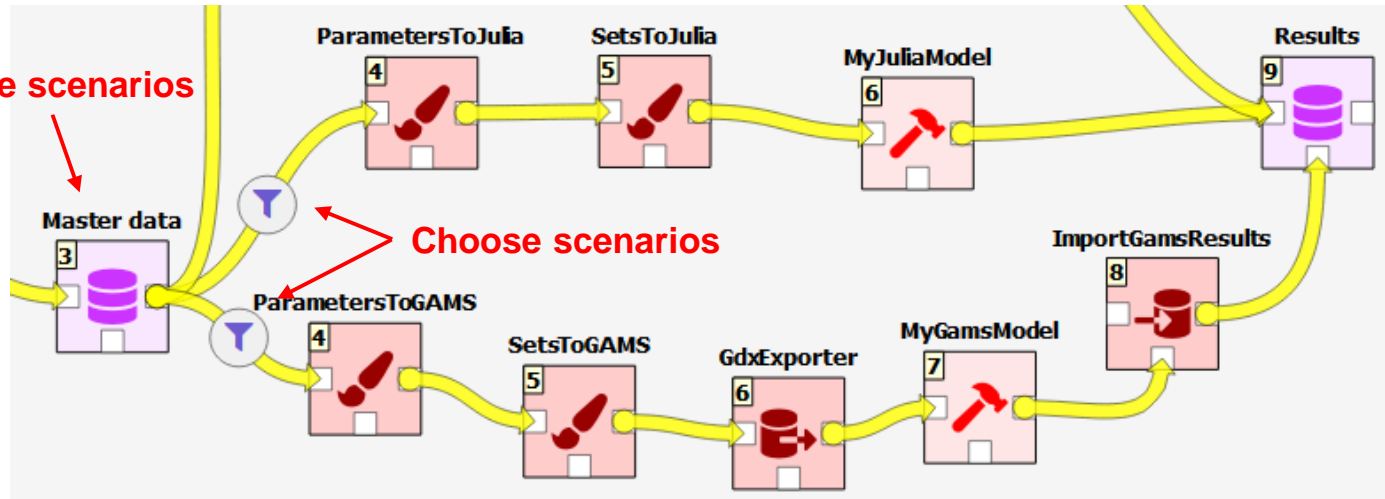 ParametersToJulia
4
SetsToJulia
5
MyJuliaModel
6
Results
9
scenarios
Master data
3
Choose scenarios
ParametersToGAMS
4
SetsToGAMS
5
GdxExporter
6
MyGamsModel
7
ImportGamsResults
8